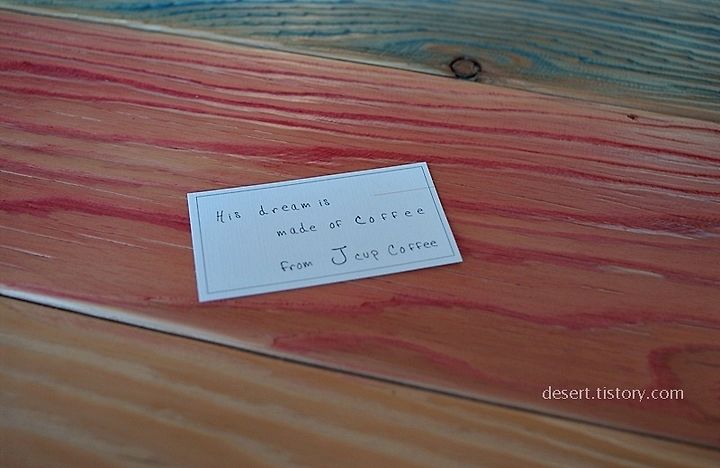 His dream is
made of coffee
from J cup Coffee
desert.tistory.com